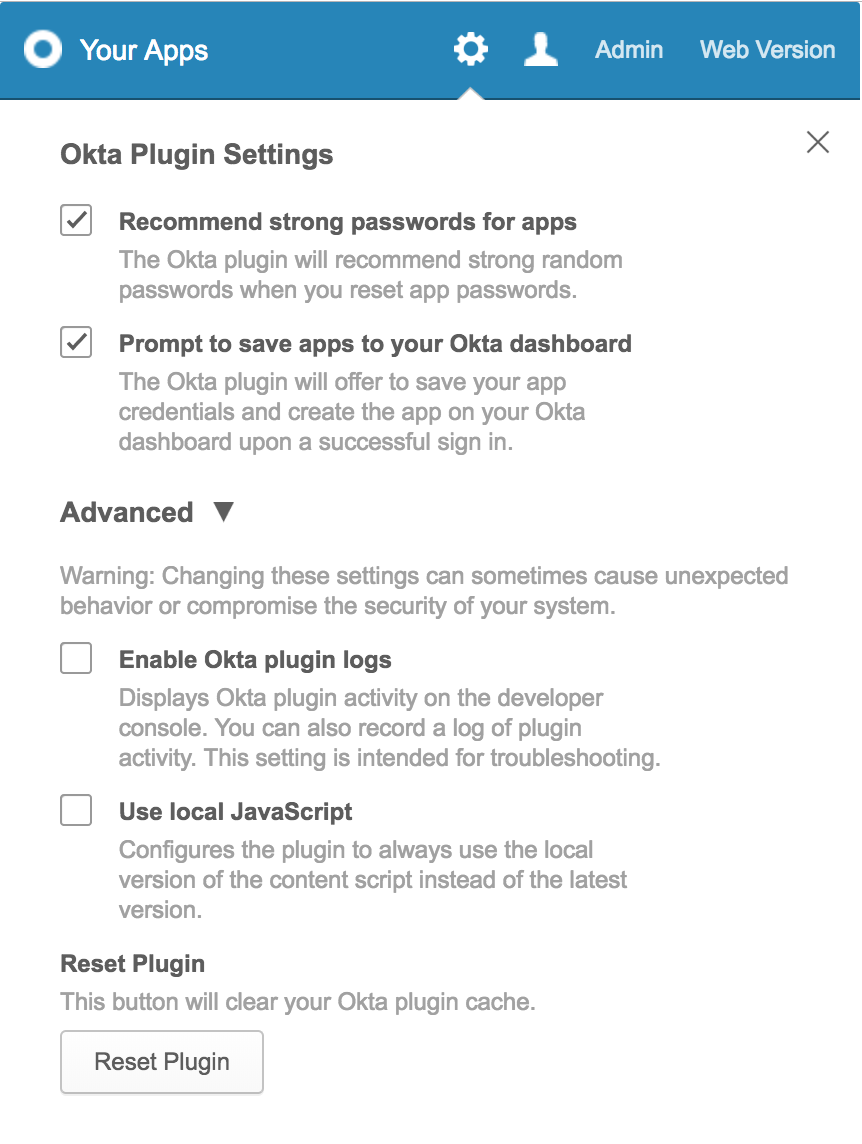 Your Apps Admin Web Version
Okta Plugin Settings
Recommend strong passwords for apps
The Okta plugin will recommend strong random
passwords when you reset app passwords.
Prompt to save apps to your Okta dashboard
The Okta plugin will offer to save your app
credentials and create the app on your Okta
dashboard upon a successful sign in.
Advanced
Warning: Changing these settings can sometimes cause unexpected
behavior or compromise the security of your system.
Enable Okta plugin logs
Displays Okta plugin activity on the developer
console. You can also record a log of plugin
activity. This setting is intended for troubleshooting.
Use local JavaScript
Configures the plugin to always use the local
version of the content script instead of the latest
version.
Reset Plugin
This button will clear your Okta plugin cache.
Reset Plugin